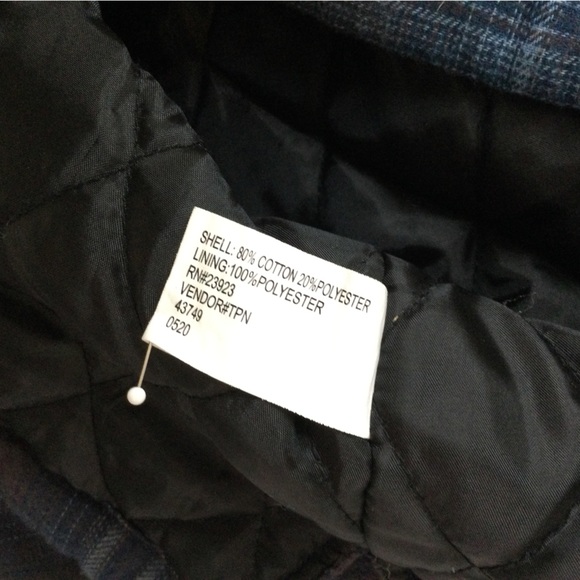 SHELL: 80% COTTON 20%POLYESTER
LINING:100%POLYESTER
RN#23923
VENDOR#TPN
43749
0520